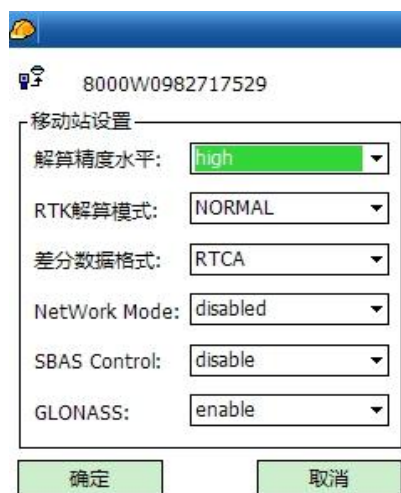 8000W0982717529
移动站设置
解算精度水平: high
RTK解算模式: NORMAL
差分数据格式: RTCA
NetWork Mode: disabled
SBAS Control: disable
GLONASS: enable
确定 取消